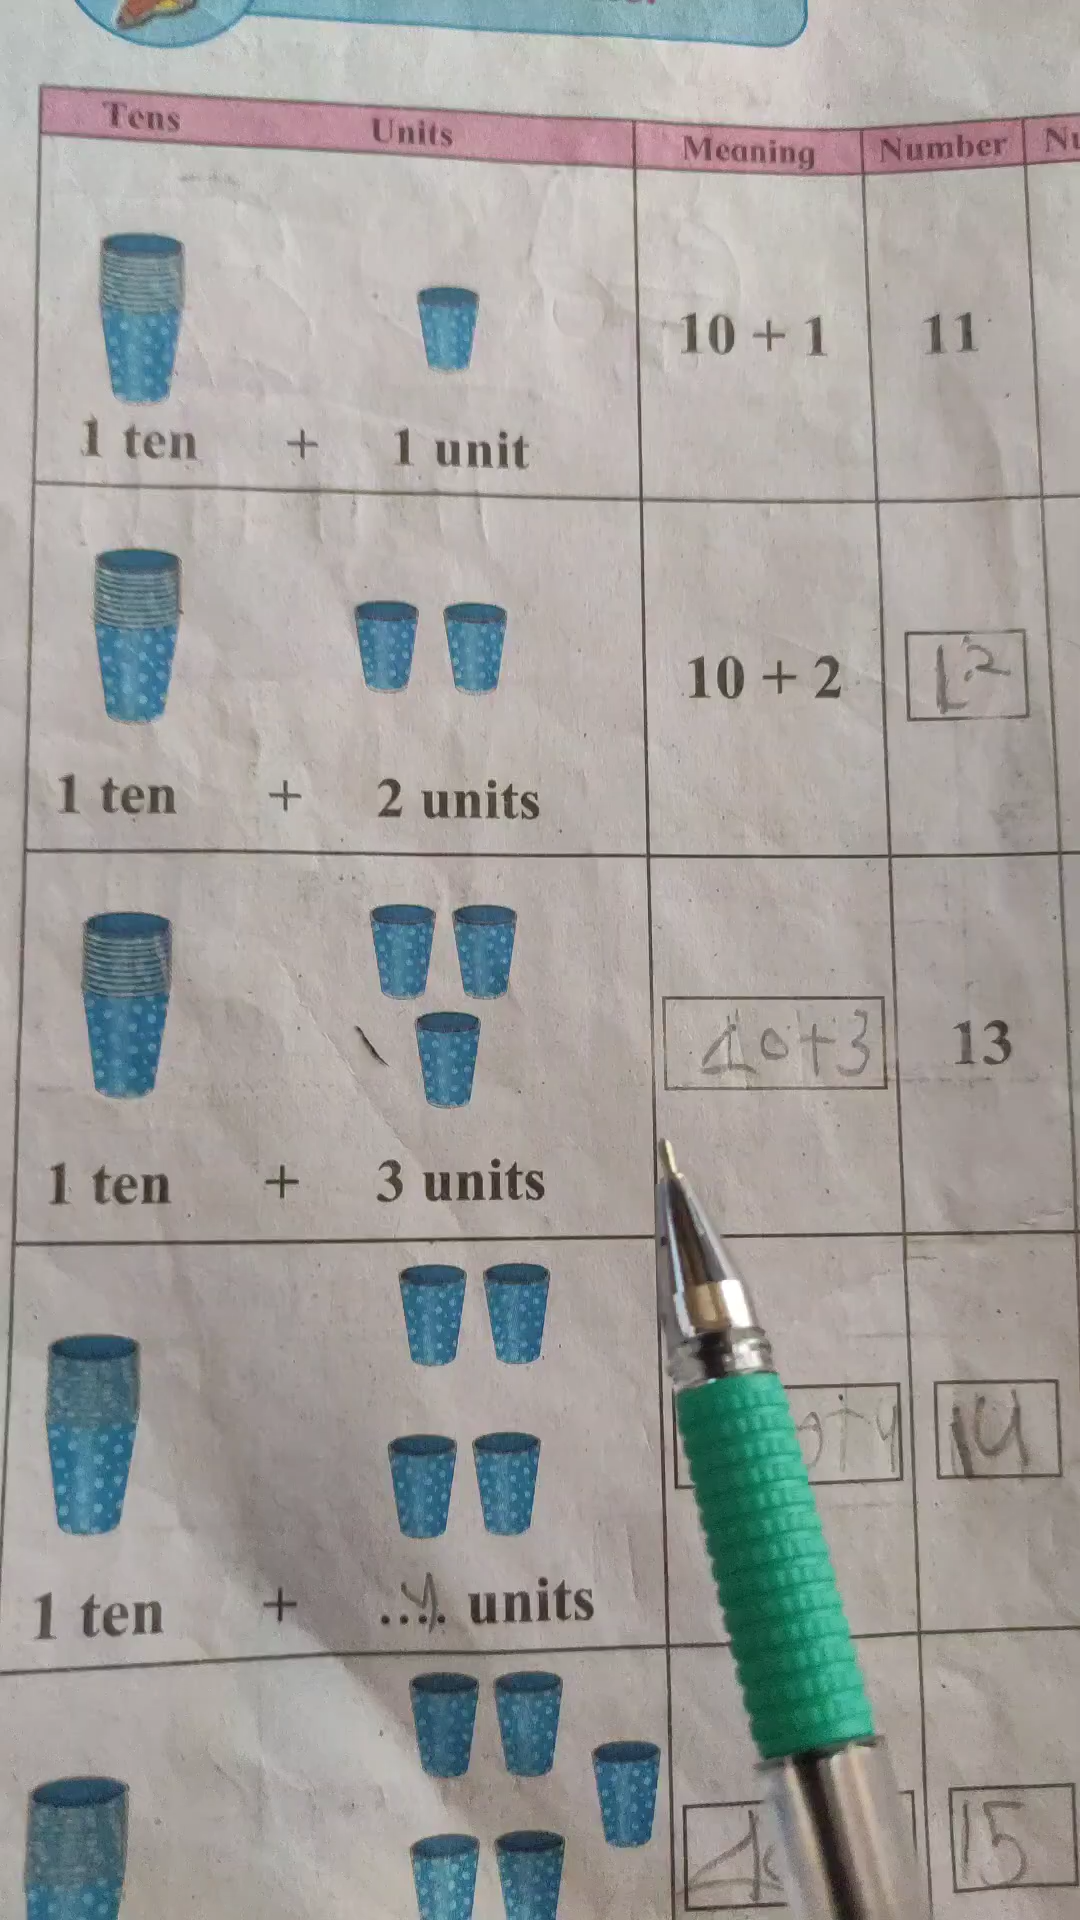 Tens Units Meaning Number
10 + 1 11
1 ten + 1 unit
10 + 2 12
1 ten + 2 units
10+3 13
1 ten + 3 units
14
1 ten + ..4.. units
15